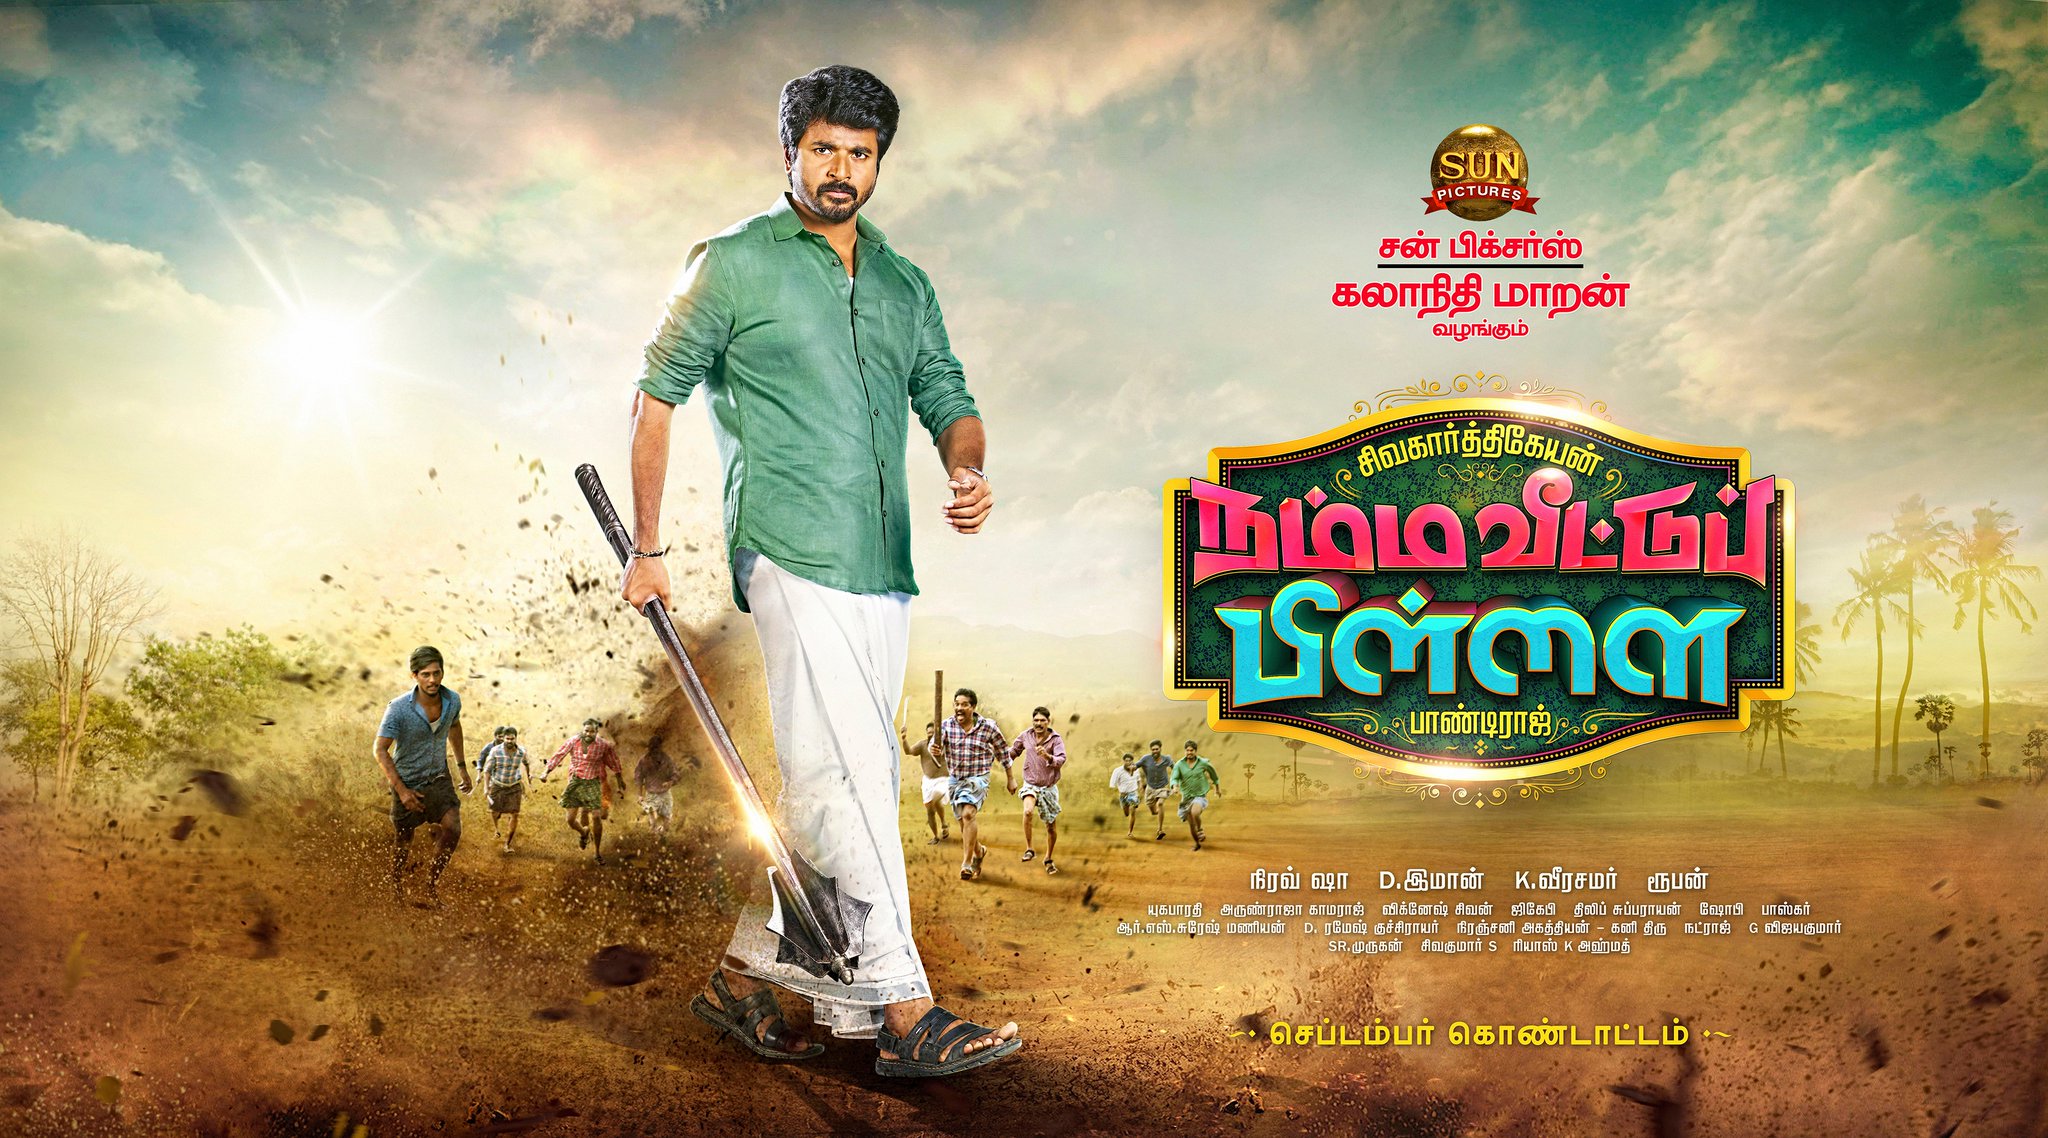 SUN
PICTURES
சன் பிக்சர்ஸ்
கலாநிதி மாறன்
வழங்கும்
சிவகார்த்திகேயன்
நம்ம வீட்டுப்
பிள்ளை
பாண்டிராஜ்
நிரவ் ஷா D.இமான் K.வீரசமர் ரூபன்
யுகபாரதி அருண்ராஜா காமராஜ் விக்னேஷ் சிவன் ஜிகேபி திலிப் சுப்பராயன் ஷோபி பாஸ்கர்
ஆர்.எஸ்.சுரேஷ் மணியன் D. ரமேஷ் குச்சிராயர் நிரஞ்சனி அகத்தியன் - கனி திரு நட்ராஜ் G விஜயகுமார்
SR.முருகன் சிவகுமார் S ரியாஸ் K அஹ்மத்
செப்டம்பர் கொண்டாட்டம்